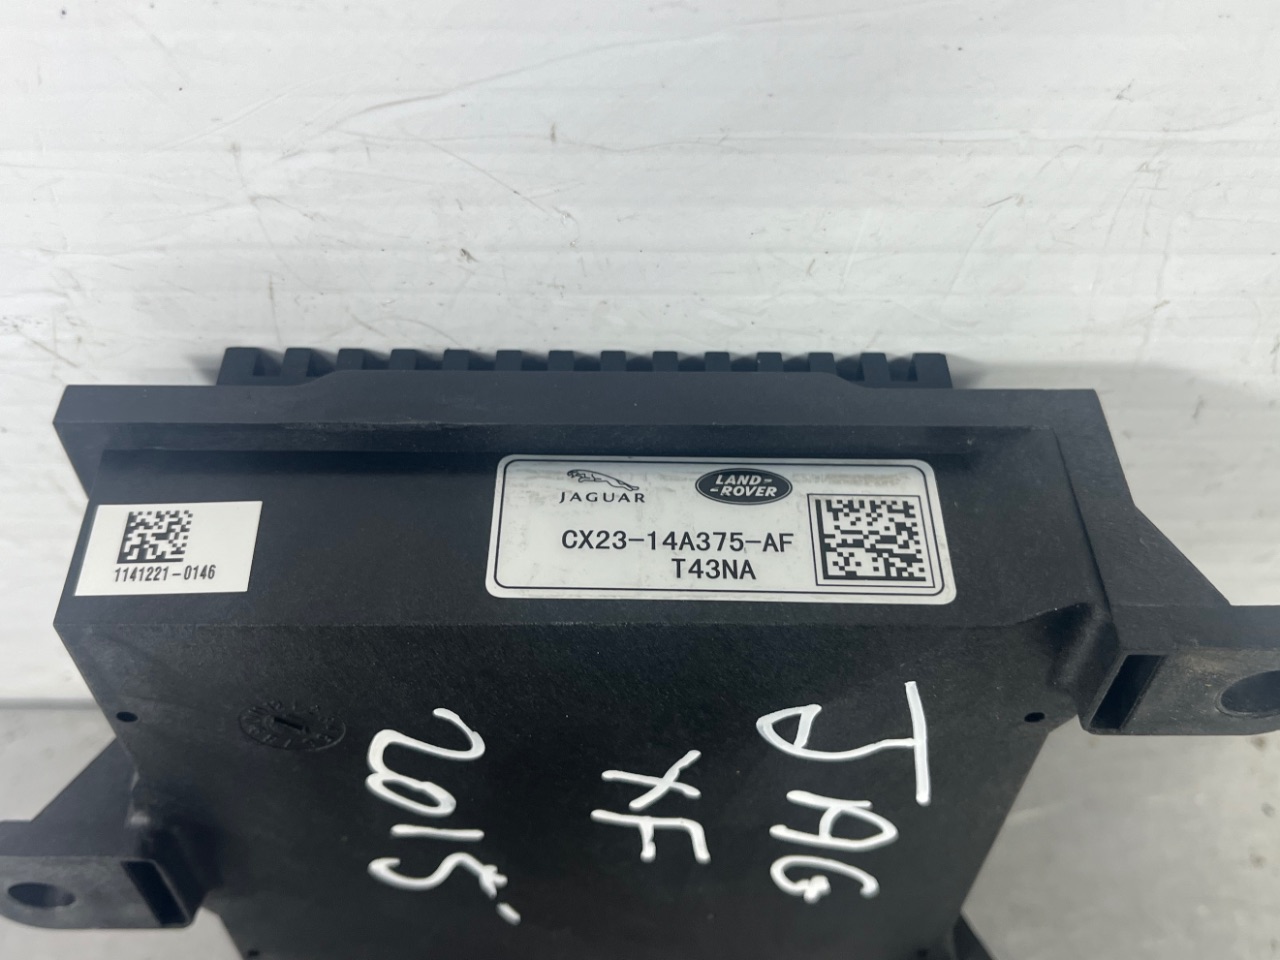 JAGUAR
LAND
ROVER
CX23-14A375-AF
T43NA
1141221-0146
JAG
XF
2015